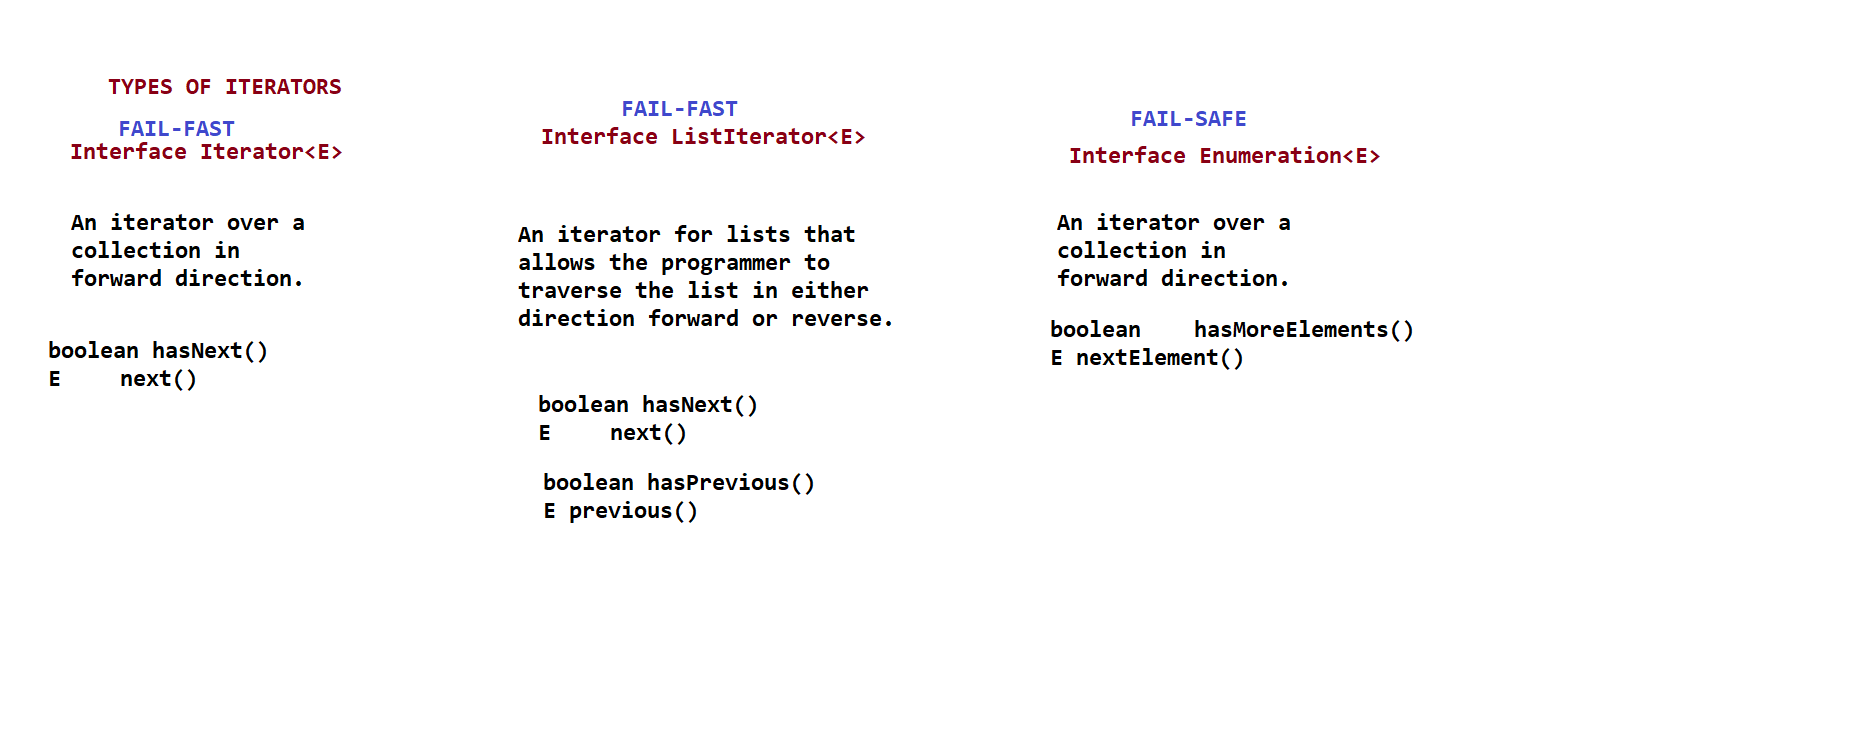 TYPES OF ITERATORS
FAIL-FAST
Interface Iterator<E>
An iterator over a
collection in
forward direction.
boolean hasNext()
E next()
FAIL-FAST
Interface ListIterator<E>
An iterator for lists that
allows the programmer to
traverse the list in either
direction forward or reverse.
boolean hasNext()
E next()
boolean hasPrevious()
E previous()
FAIL-SAFE
Interface Enumeration<E>
An iterator over a
collection in
forward direction.
boolean hasMoreElements()
E nextElement()